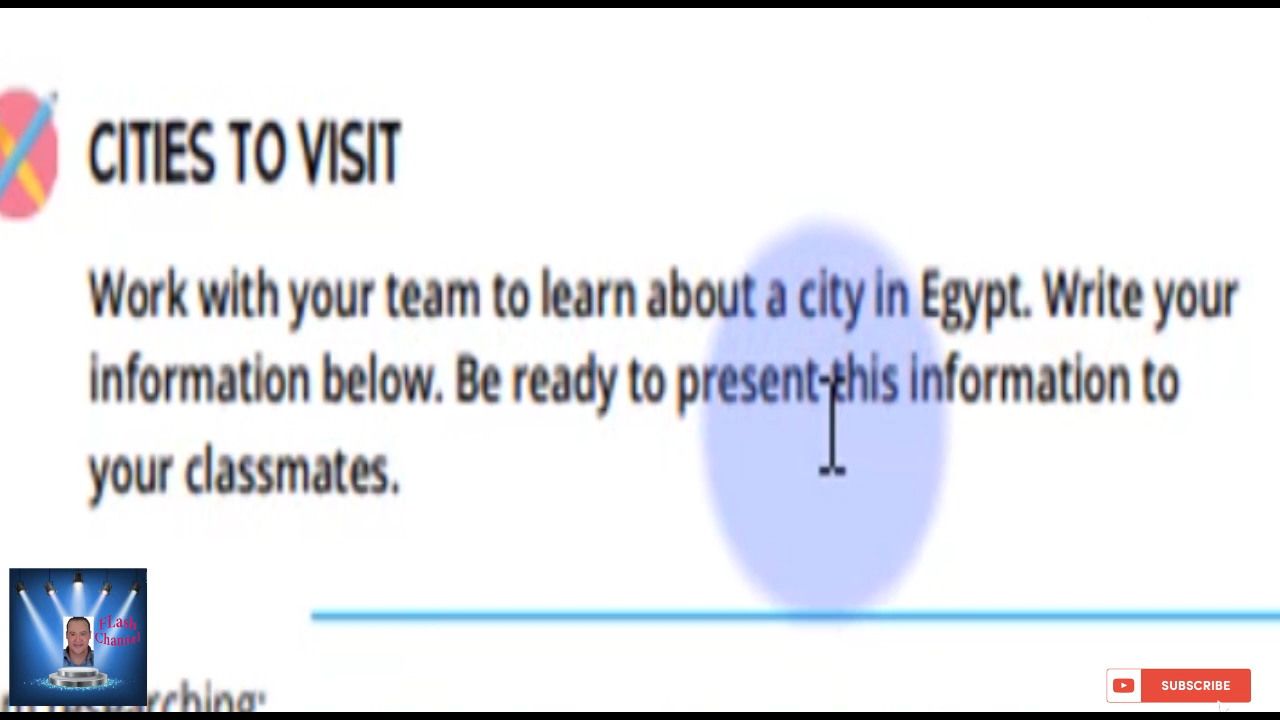 CITIES TO VISIT
Work with your team to learn about a city in Egypt. Write your
information below. Be ready to present this information to
your classmates.
FLash
Channel
SUBSCRIBE